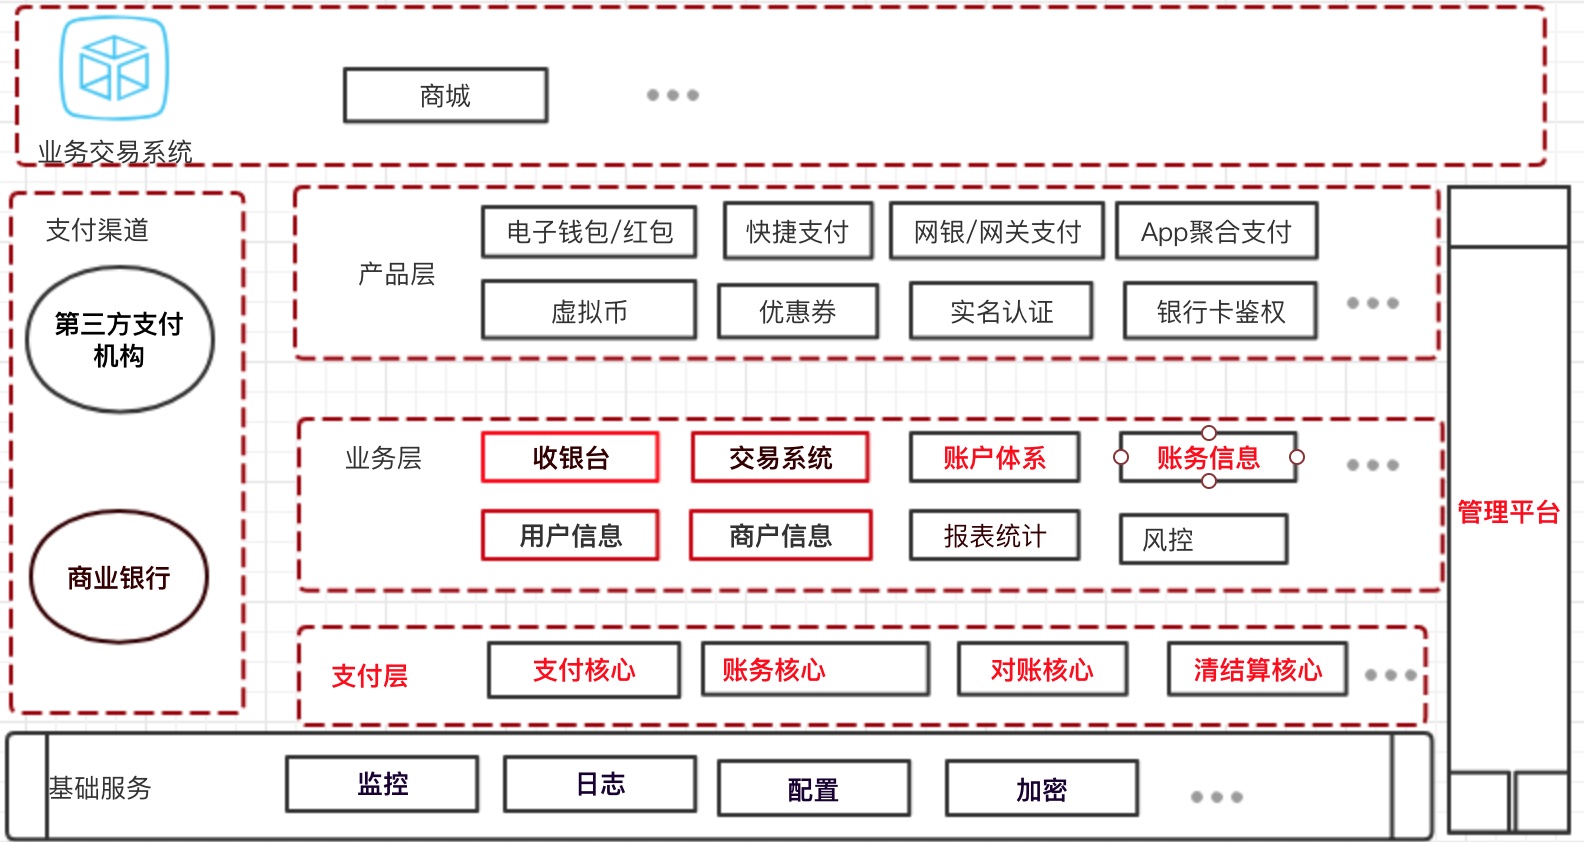 商城
业务交易系统
支付渠道
第三方支付
机构
商业银行
产品层
电子钱包/红包
快捷支付
网银/网关支付
App聚合支付
虚拟币
优惠券
实名认证
银行卡鉴权
业务层
收银台
交易系统
账户体系
账务信息
用户信息
商户信息
报表统计
风控
管理平台
支付层
支付核心
账务核心
对账核心
清结算核心
基础服务
监控
日志
配置
加密